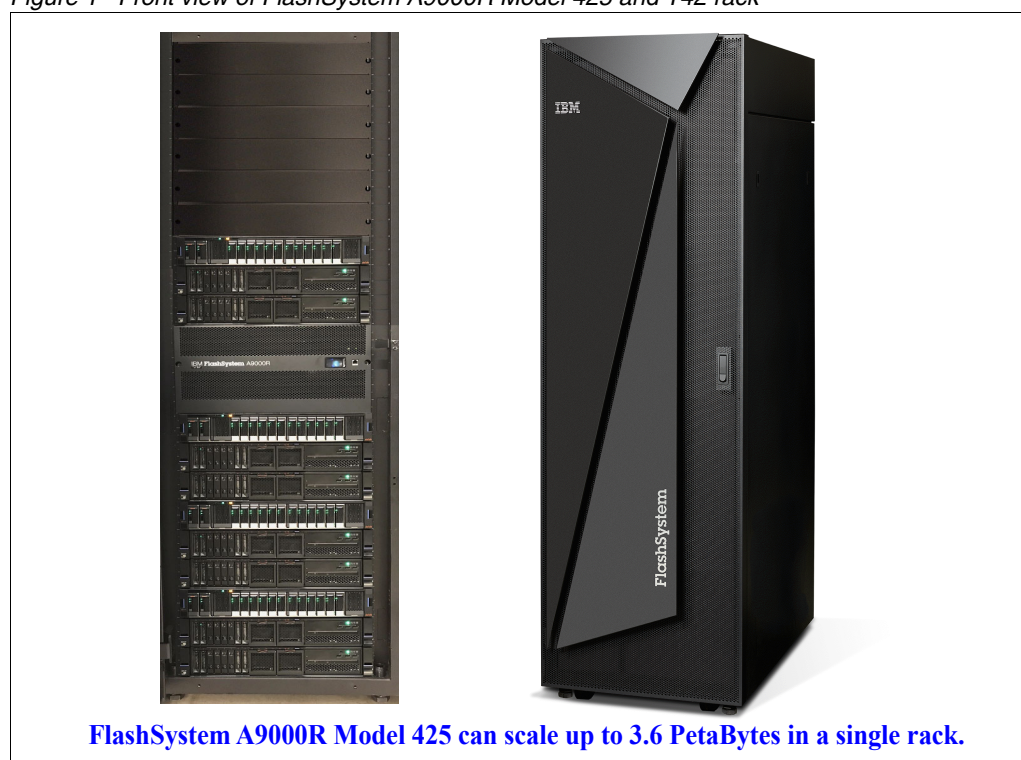 Figure 1 Front view of FlashSystem A9000R Model 425 and T42 rack
IBM FlashSystem A9000R
IBM
FlashSystem
FlashSystem A9000R Model 425 can scale up to 3.6 PetaBytes in a single rack.